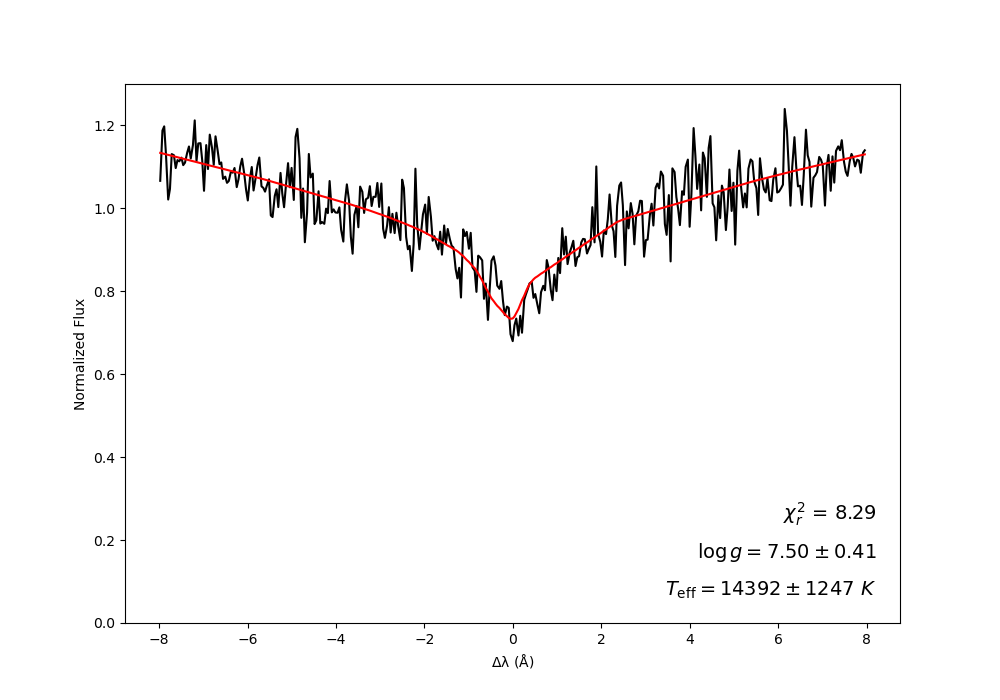 1.2
1.0
0.8
0.6
0.4
0.2
0.0
Normalized Flux
χ²ᵣ = 8.29
log g = 7.50 ± 0.41
T_eff = 14392 ± 1247 K
−8 −6 −4 −2 0 2 4 6 8
Δλ (Å)